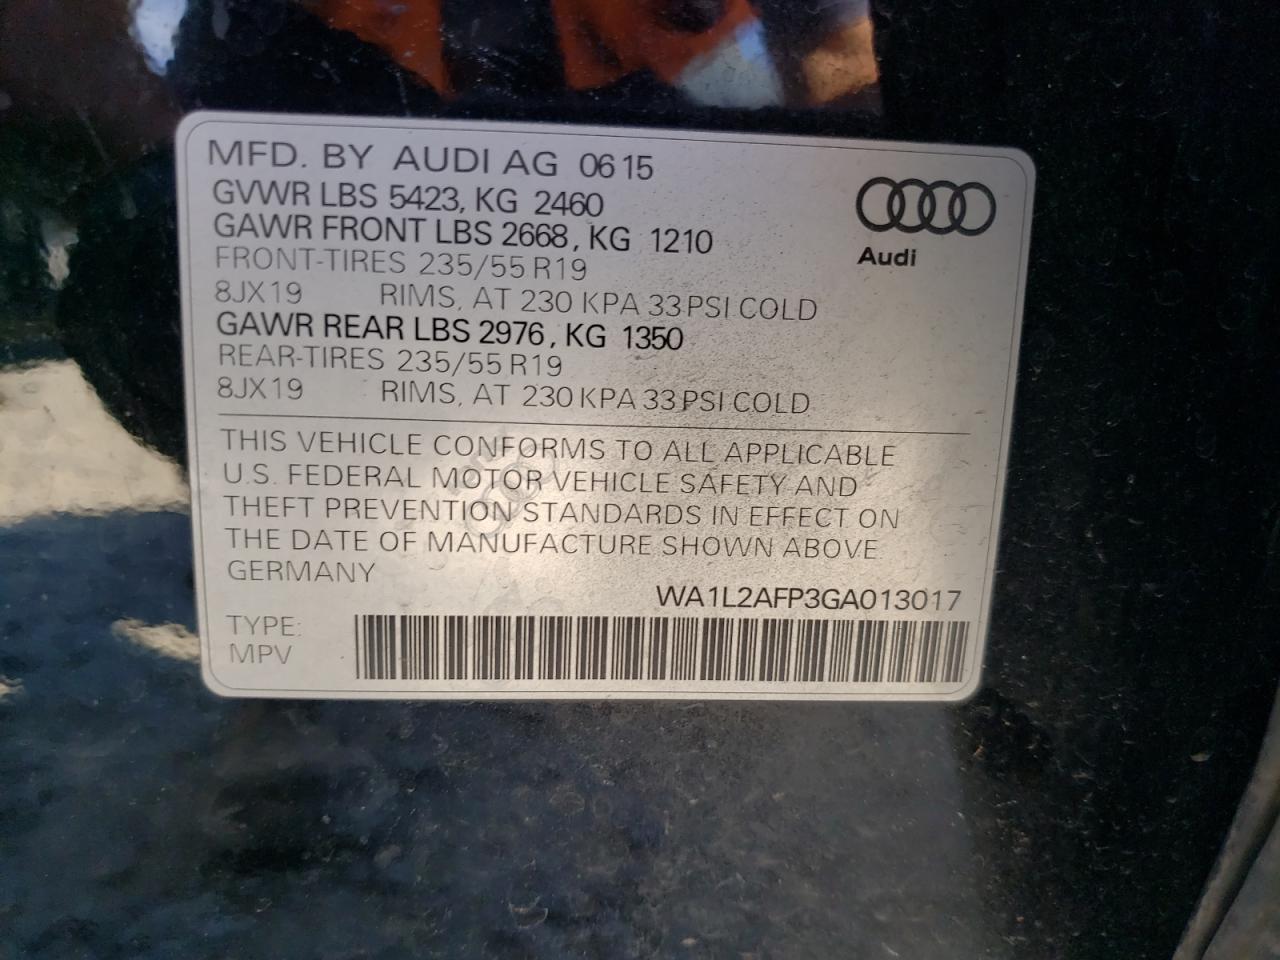 MFD. BY AUDI AG 0615
GVWR LBS 5423, KG 2460
GAWR FRONT LBS 2668, KG 1210
FRONT-TIRES 235/55 R19
8JX19 RIMS, AT 230 KPA 33 PSI COLD
GAWR REAR LBS 2976, KG 1350
REAR-TIRES 235/55 R19
8JX19 RIMS, AT 230 KPA 33 PSI COLD
Audi
THIS VEHICLE CONFORMS TO ALL APPLICABLE
U.S. FEDERAL MOTOR VEHICLE SAFETY AND
THEFT PREVENTION STANDARDS IN EFFECT ON
THE DATE OF MANUFACTURE SHOWN ABOVE
GERMANY
WA1L2AFP3GA013017
TYPE:
MPV